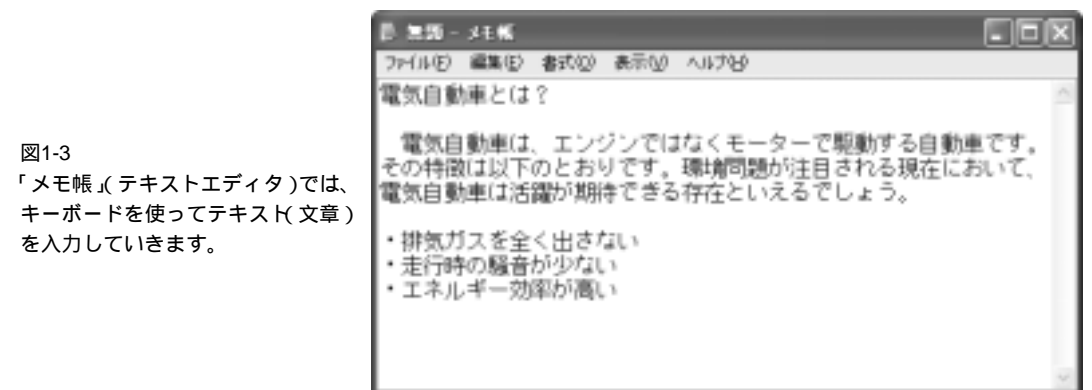 図1-3
「メモ帳」(テキストエディタ)では、
キーボードを使ってテキスト(文章)
を入力していきます。
無題 - メモ帳
ファイル(F) 編集(E) 書式(O) 表示(V) ヘルプ(H)
電気自動車とは？
　電気自動車は、エンジンではなくモーターで駆動する自動車です。
その特徴は以下のとおりです。環境問題が注目される現在において、
電気自動車は活躍が期待できる存在といえるでしょう。
・排気ガスを全く出さない
・走行時の騒音が少ない
・エネルギー効率が高い